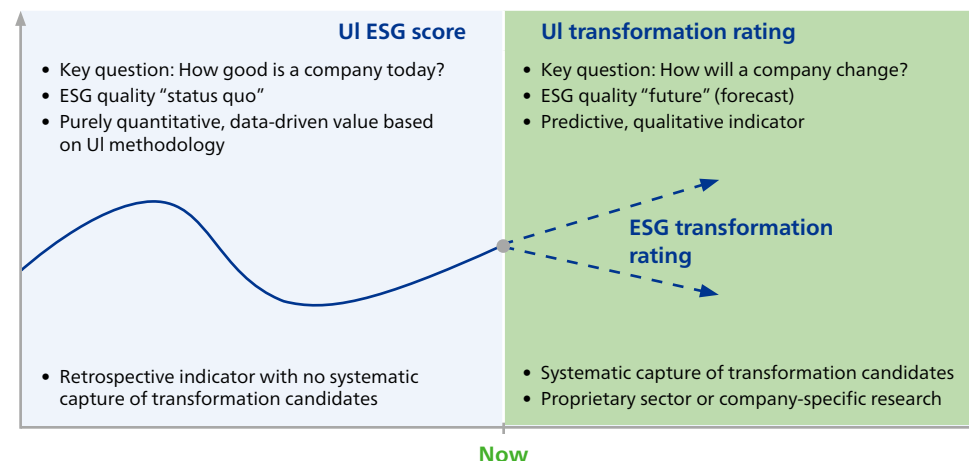 UI ESG score
• Key question: How good is a company today?
• ESG quality “status quo”
• Purely quantitative, data-driven value based
on UI methodology
• Retrospective indicator with no systematic
capture of transformation candidates
UI transformation rating
• Key question: How will a company change?
• ESG quality “future” (forecast)
• Predictive, qualitative indicator
ESG transformation
rating
• Systematic capture of transformation candidates
• Proprietary sector or company-specific research
Now